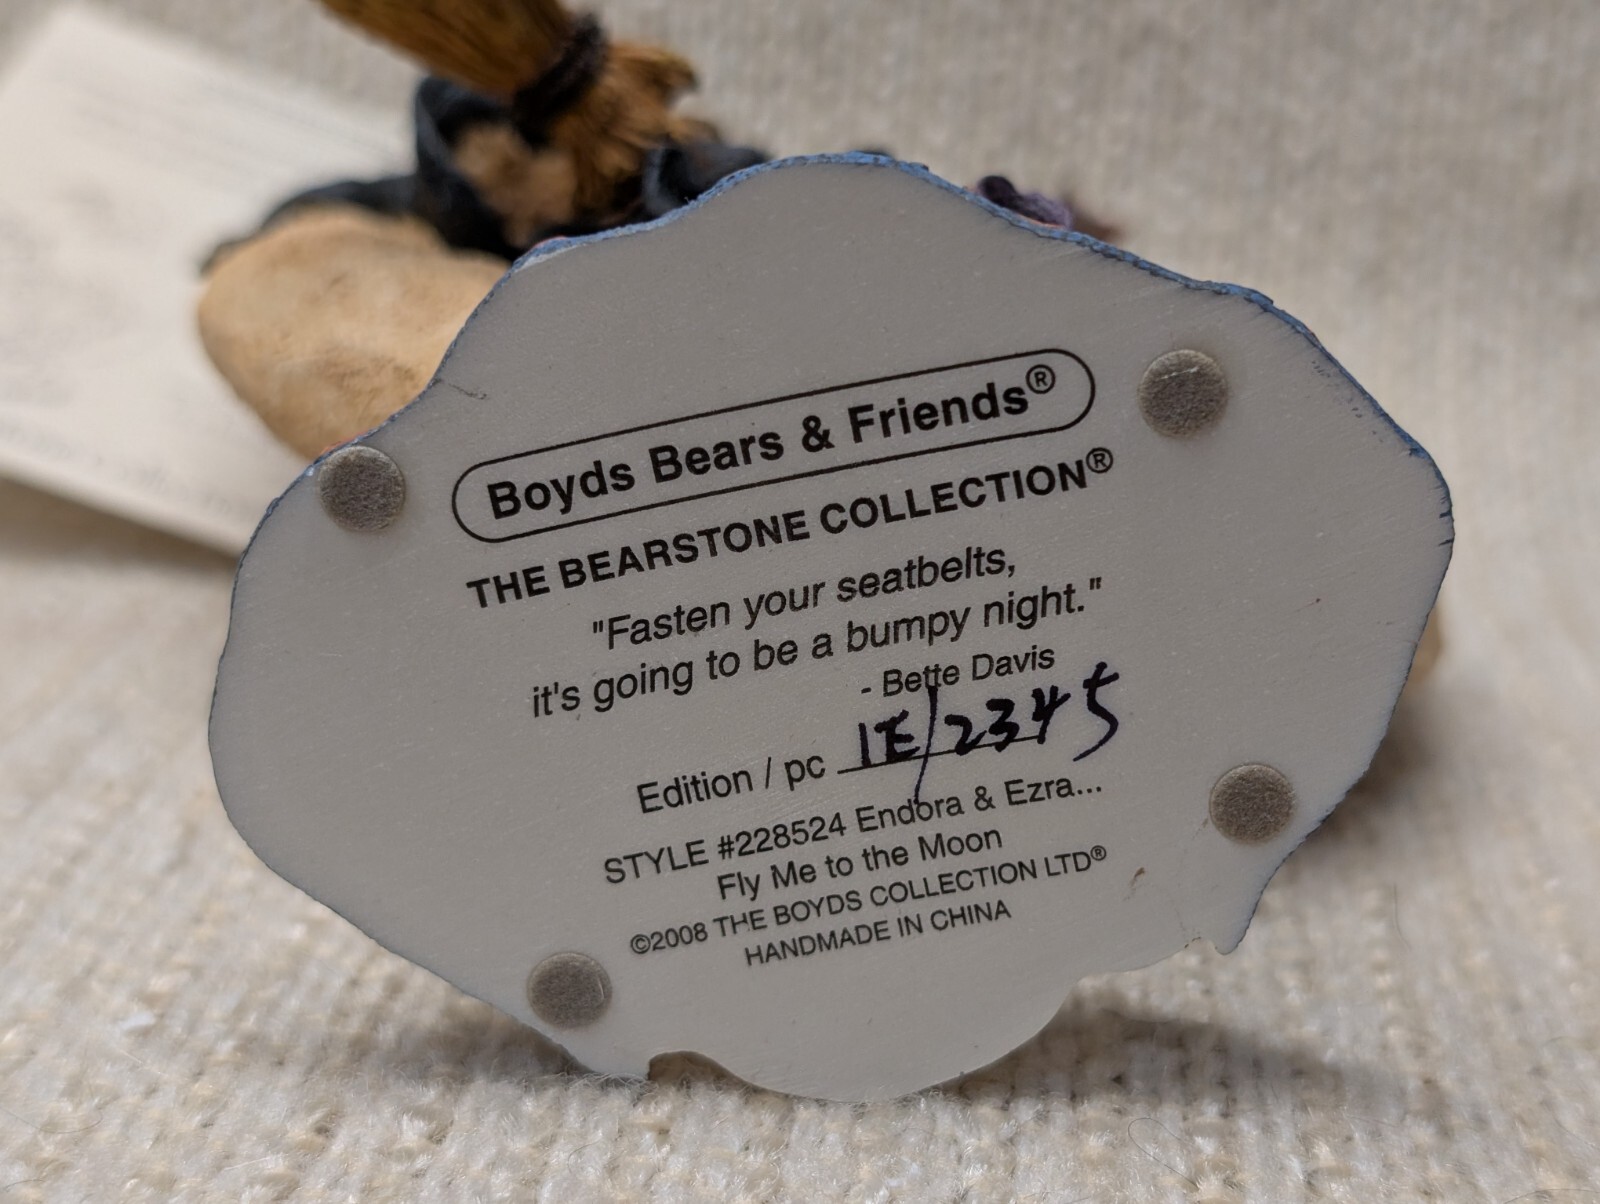 Boyds Bears & Friends®
THE BEARSTONE COLLECTION®
"Fasten your seatbelts,
it's going to be a bumpy night."
- Bette Davis
Edition / pc 1E/2345
STYLE #228524 Endora & Ezra...
Fly Me to the Moon
©2008 THE BOYDS COLLECTION LTD®
HANDMADE IN CHINA